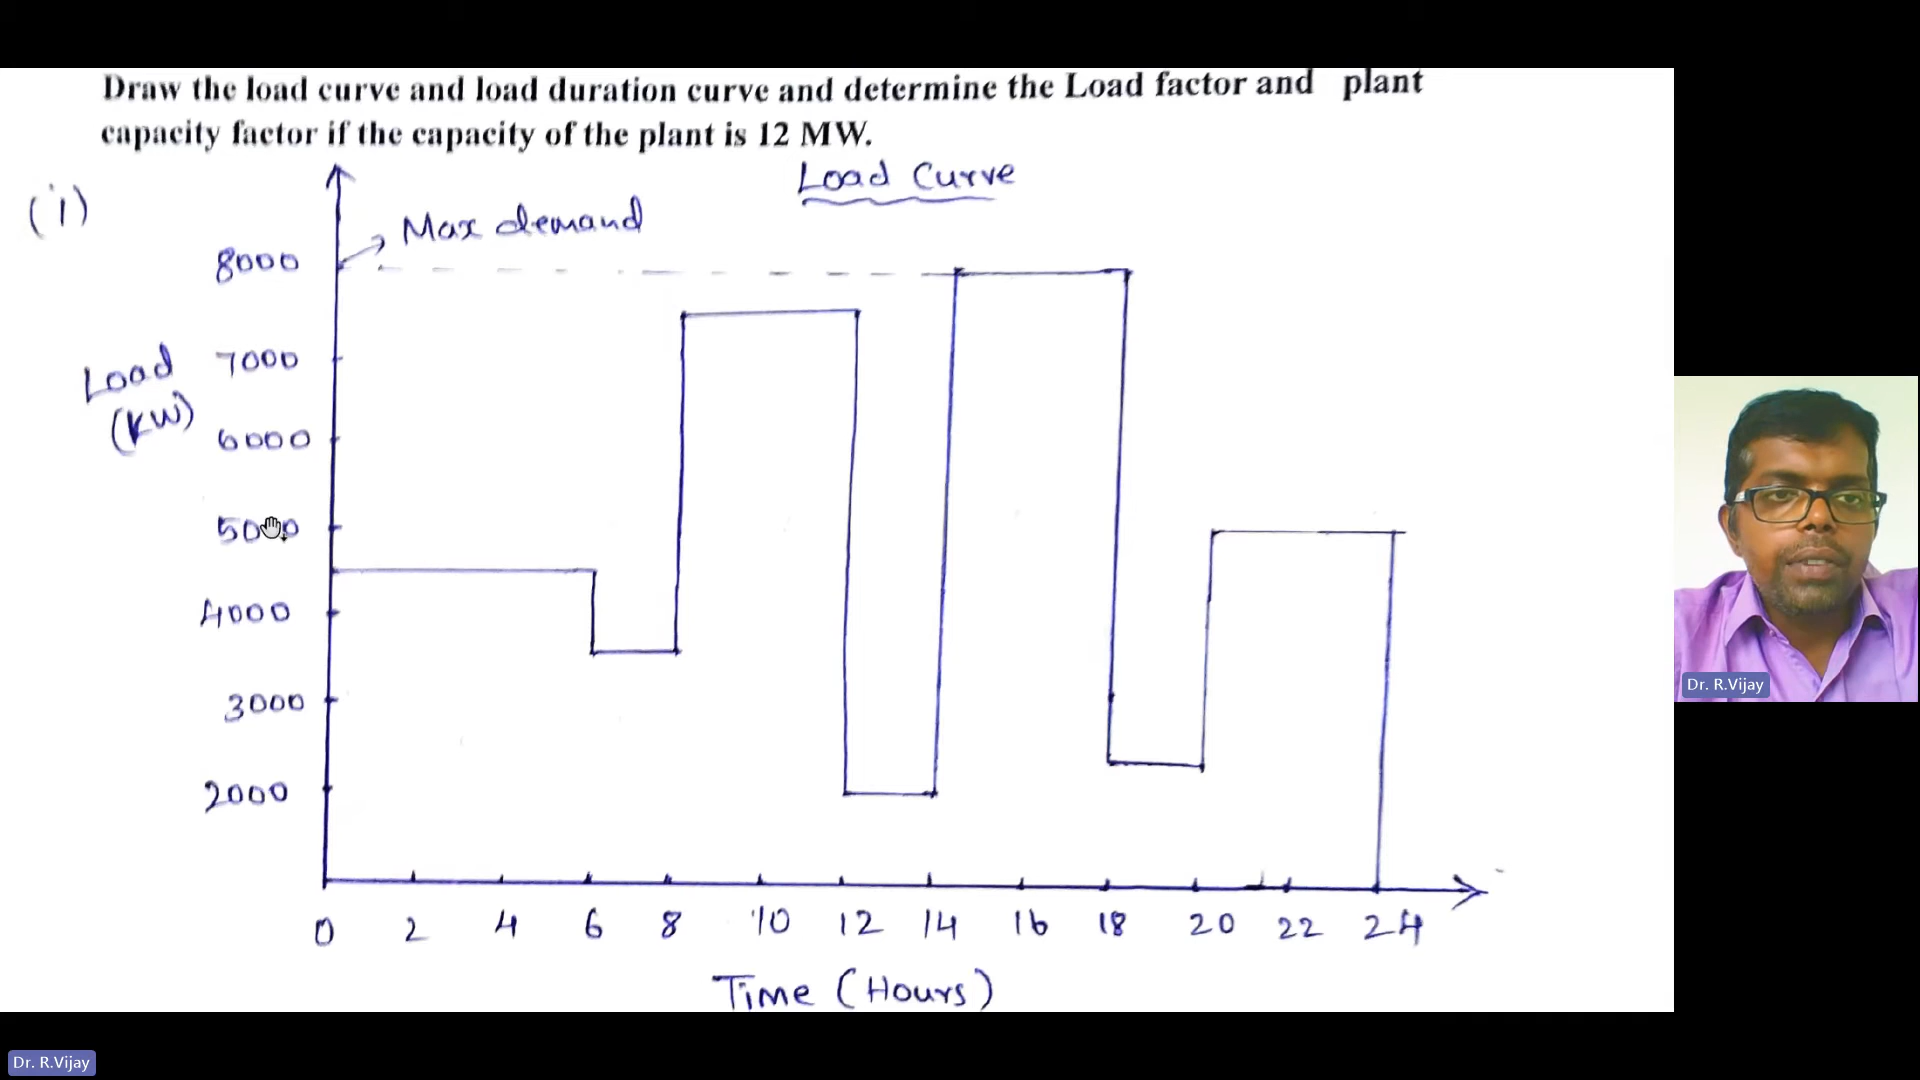 Draw the load curve and load duration curve and determine the Load factor and plant
capacity factor if the capacity of the plant is 12 MW.
Load Curve
(i)
Max demand
8000
Load
(KW)
7000
6000
5000
4000
3000
2000
0 2 4 6 8 10 12 14 16 18 20 22 24
Time (Hours)
Dr. R.Vijay
Dr. R.Vijay